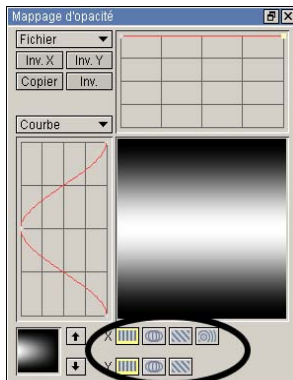 Mappage d'opacité
Fichier
Inv. X
Inv. Y
Copier
Inv.
Courbe
X
Y